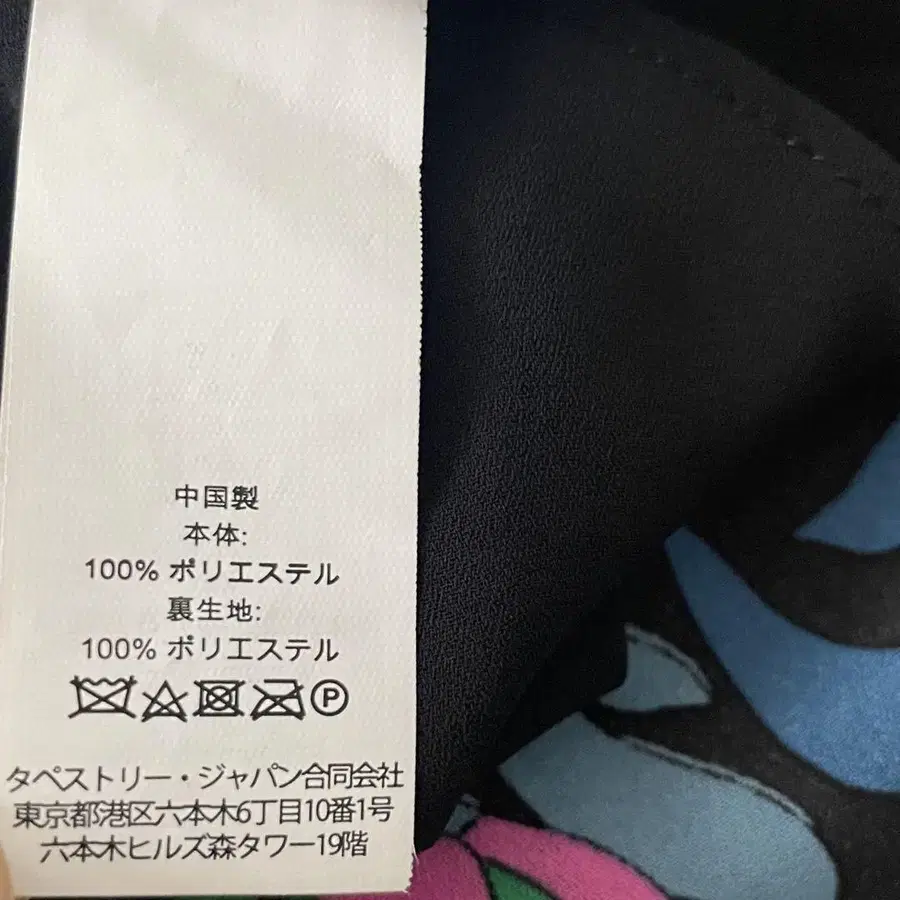 中国製
本体:
100% ポリエステル
裏生地:
100% ポリエステル
P
タペストリー・ジャパン合同会社
東京都港区六本木6丁目10番1号
六本木ヒルズ森タワー19階